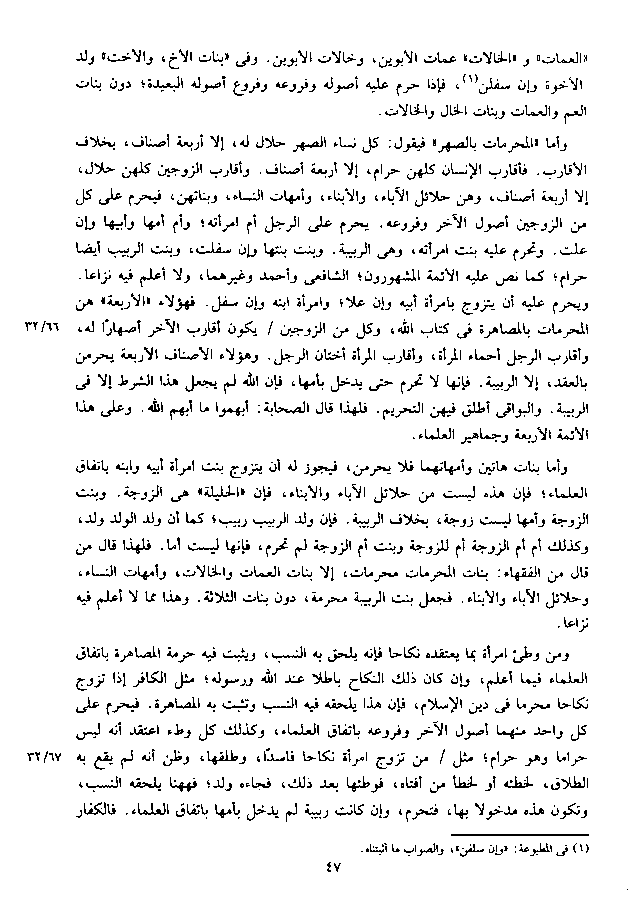 «العمات» و «الخالات» عمات الأبوين، وخالات الأبوين. وفى «بنات الأخ، والأخت» ولد
الأخوة وإن سفلن(١)، فإذا حرم عليه أصوله وفروعه وفروع أصوله البعيدة؛ دون بنات
العم والعمات وبنات الخال والخالات.
وأما «المحرمات بالصهر» فيقول: كل نساء الصهر حلال له، إلا أربعة أصناف، بخلاف
الأقارب. فأقارب الإنسان كلهن حرام، إلا أربعة أصناف. وأقارب الزوجين كلهن حلال،
إلا أربعة أصناف، وهن حلائل الآباء، والأبناء، وأمهات النساء، وبناتهن، فيحرم على كل
من الزوجين أصول الآخر وفروعه. يحرم على الرجل أم امرأته؛ وأم أمها وأبيها وإن
علت. وتحرم عليه بنت امرأته، وهى الربيبة. وبنت بنتها وإن سفلت، وبنت الربيب أيضا
حرام؛ كما نص عليه الأئمة المشهورون؛ الشافعى وأحمد وغيرهما، ولا أعلم فيه نزاعا.
ويحرم عليه أن يتزوج بامرأة أبيه وإن علا؛ وامرأة ابنه وإن سفل. فهؤلاء «الأربعة» هن
٣٢/٦٦ المحرمات بالمصاهرة فى كتاب الله، وكل من الزوجين / يكون أقارب الآخر أصهارًا له،
وأقارب الرجل أحماء المرأة، وأقارب المرأة أختان الرجل. وهؤلاء الأصناف الأربعة يحرمن
بالعقد، إلا الربيبة. فإنها لا تحرم حتى يدخل بأمها، فإن الله لم يجعل هذا الشرط إلا فى
الربيبة. والبواقى أطلق فيهن التحريم. فلهذا قال الصحابة: أبهموا ما أبهم الله. وعلى هذا
الأئمة الأربعة وجماهير العلماء.
وأما بنات هاتين وأمهاتهما فلا يحرمن، فيجوز له أن يتزوج بنت امرأة أبيه وابنه باتفاق
العلماء؛ فإن هذه ليست من حلائل الآباء والأبناء، فإن «الحليلة» هى الزوجة. وبنت
الزوجة وأمها ليست زوجة، بخلاف الربيبة. فإن ولد الربيب ربيب؛ كما أن ولد الولد ولد،
وكذلك أم أم الزوجة أم للزوجة وبنت أم الزوجة لم تحرم، فإنها ليست أما. فلهذا قال من
قال من الفقهاء: بنات المحرمات محرمات، إلا بنات العمات والخالات، وأمهات النساء،
وحلائل الآباء والأبناء. فجعل بنت الربيبة محرمة، دون بنات الثلاثة. وهذا مما لا أعلم فيه
نزاعا.
ومن وطئ امرأة بما يعتقده نكاحا فإنه يلحق به النسب، ويثبت فيه حرمة المصاهرة باتفاق
العلماء فيما أعلم، وإن كان ذلك النكاح باطلا عند الله ورسوله؛ مثل الكافر إذا تزوج
نكاحا محرما فى دين الإسلام، فإن هذا يلحقه فيه النسب وتثبت به المصاهرة. فيحرم على
كل واحد منهما أصول الآخر وفروعه باتفاق العلماء، وكذلك كل وطء اعتقد أنه ليس
٣٢/٦٧ حراما وهو حرام؛ مثل / من تزوج امرأة نكاحا فاسدًا، وطلقها، وظن أنه لم يقع به
الطلاق، لخطئه أو لخطأ من أفتاه، فوطئها بعد ذلك، فجاءه ولد؛ فههنا يلحقه النسب،
وتكون هذه مدخولا بها، فتحرم، وإن كانت ربيبة لم يدخل بأمها باتفاق العلماء. فالكفار
(١) فى المطبوعة: «وإن سلفن»، والصواب ما أثبتناه.
٤٧